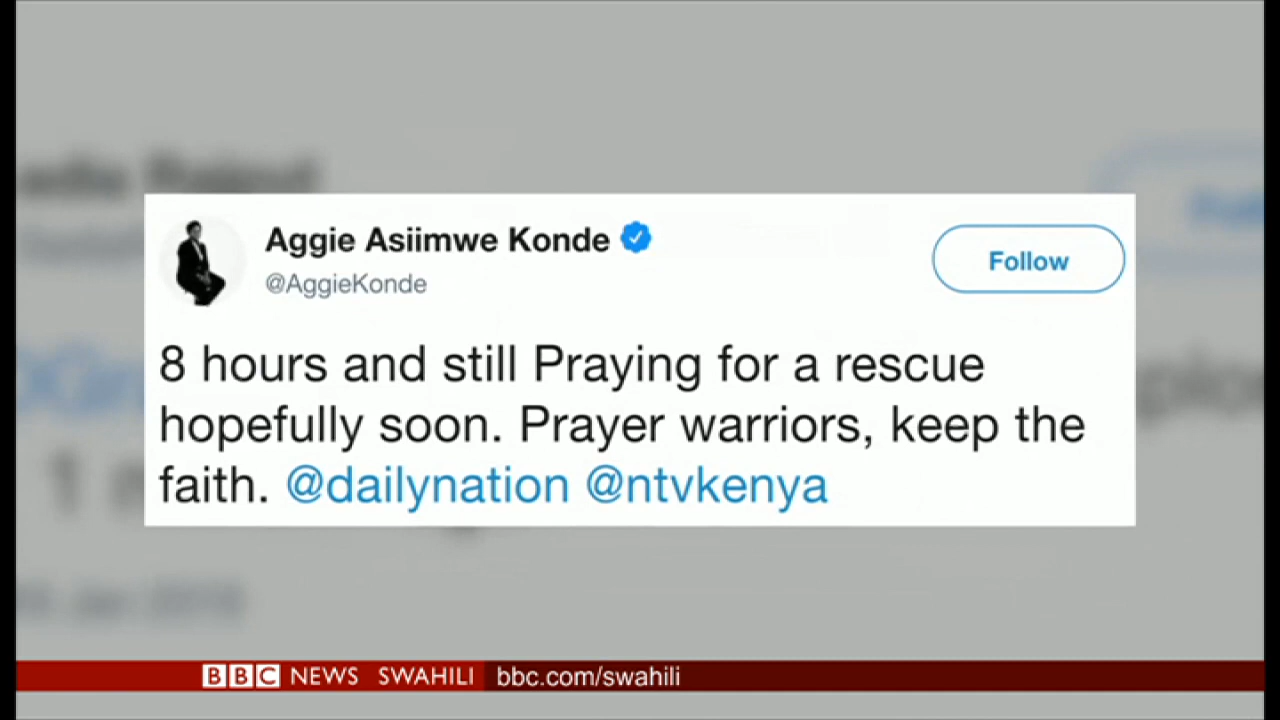 Aggie Asiimwe Konde
@AggieKonde
Follow
8 hours and still Praying for a rescue
hopefully soon. Prayer warriors, keep the
faith. @dailynation @ntvkenya
BBC NEWS SWAHILI bbc.com/swahili